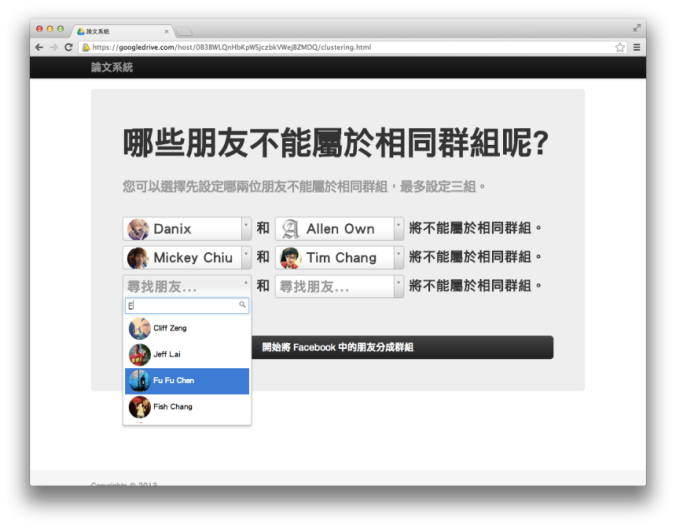 論文系統
https://googledrive.com/host/0B3BWLQnHbKpWSjczbkVWejBZMDQ/clustering.html
論文系統
哪些朋友不能屬於相同群組呢?
您可以選擇先設定哪兩位朋友不能屬於相同群組，最多設定三組。
Danix 和 Allen Own 將不能屬於相同群組。
Mickey Chiu 和 Tim Chang 將不能屬於相同群組。
尋找朋友... 和 尋找朋友... 將不能屬於相同群組。
E
Cliff Zeng
開始將 Facebook 中的朋友分成群組
Jeff Lai
Fu Fu Chen
Fish Chang
Copyrights © 2013